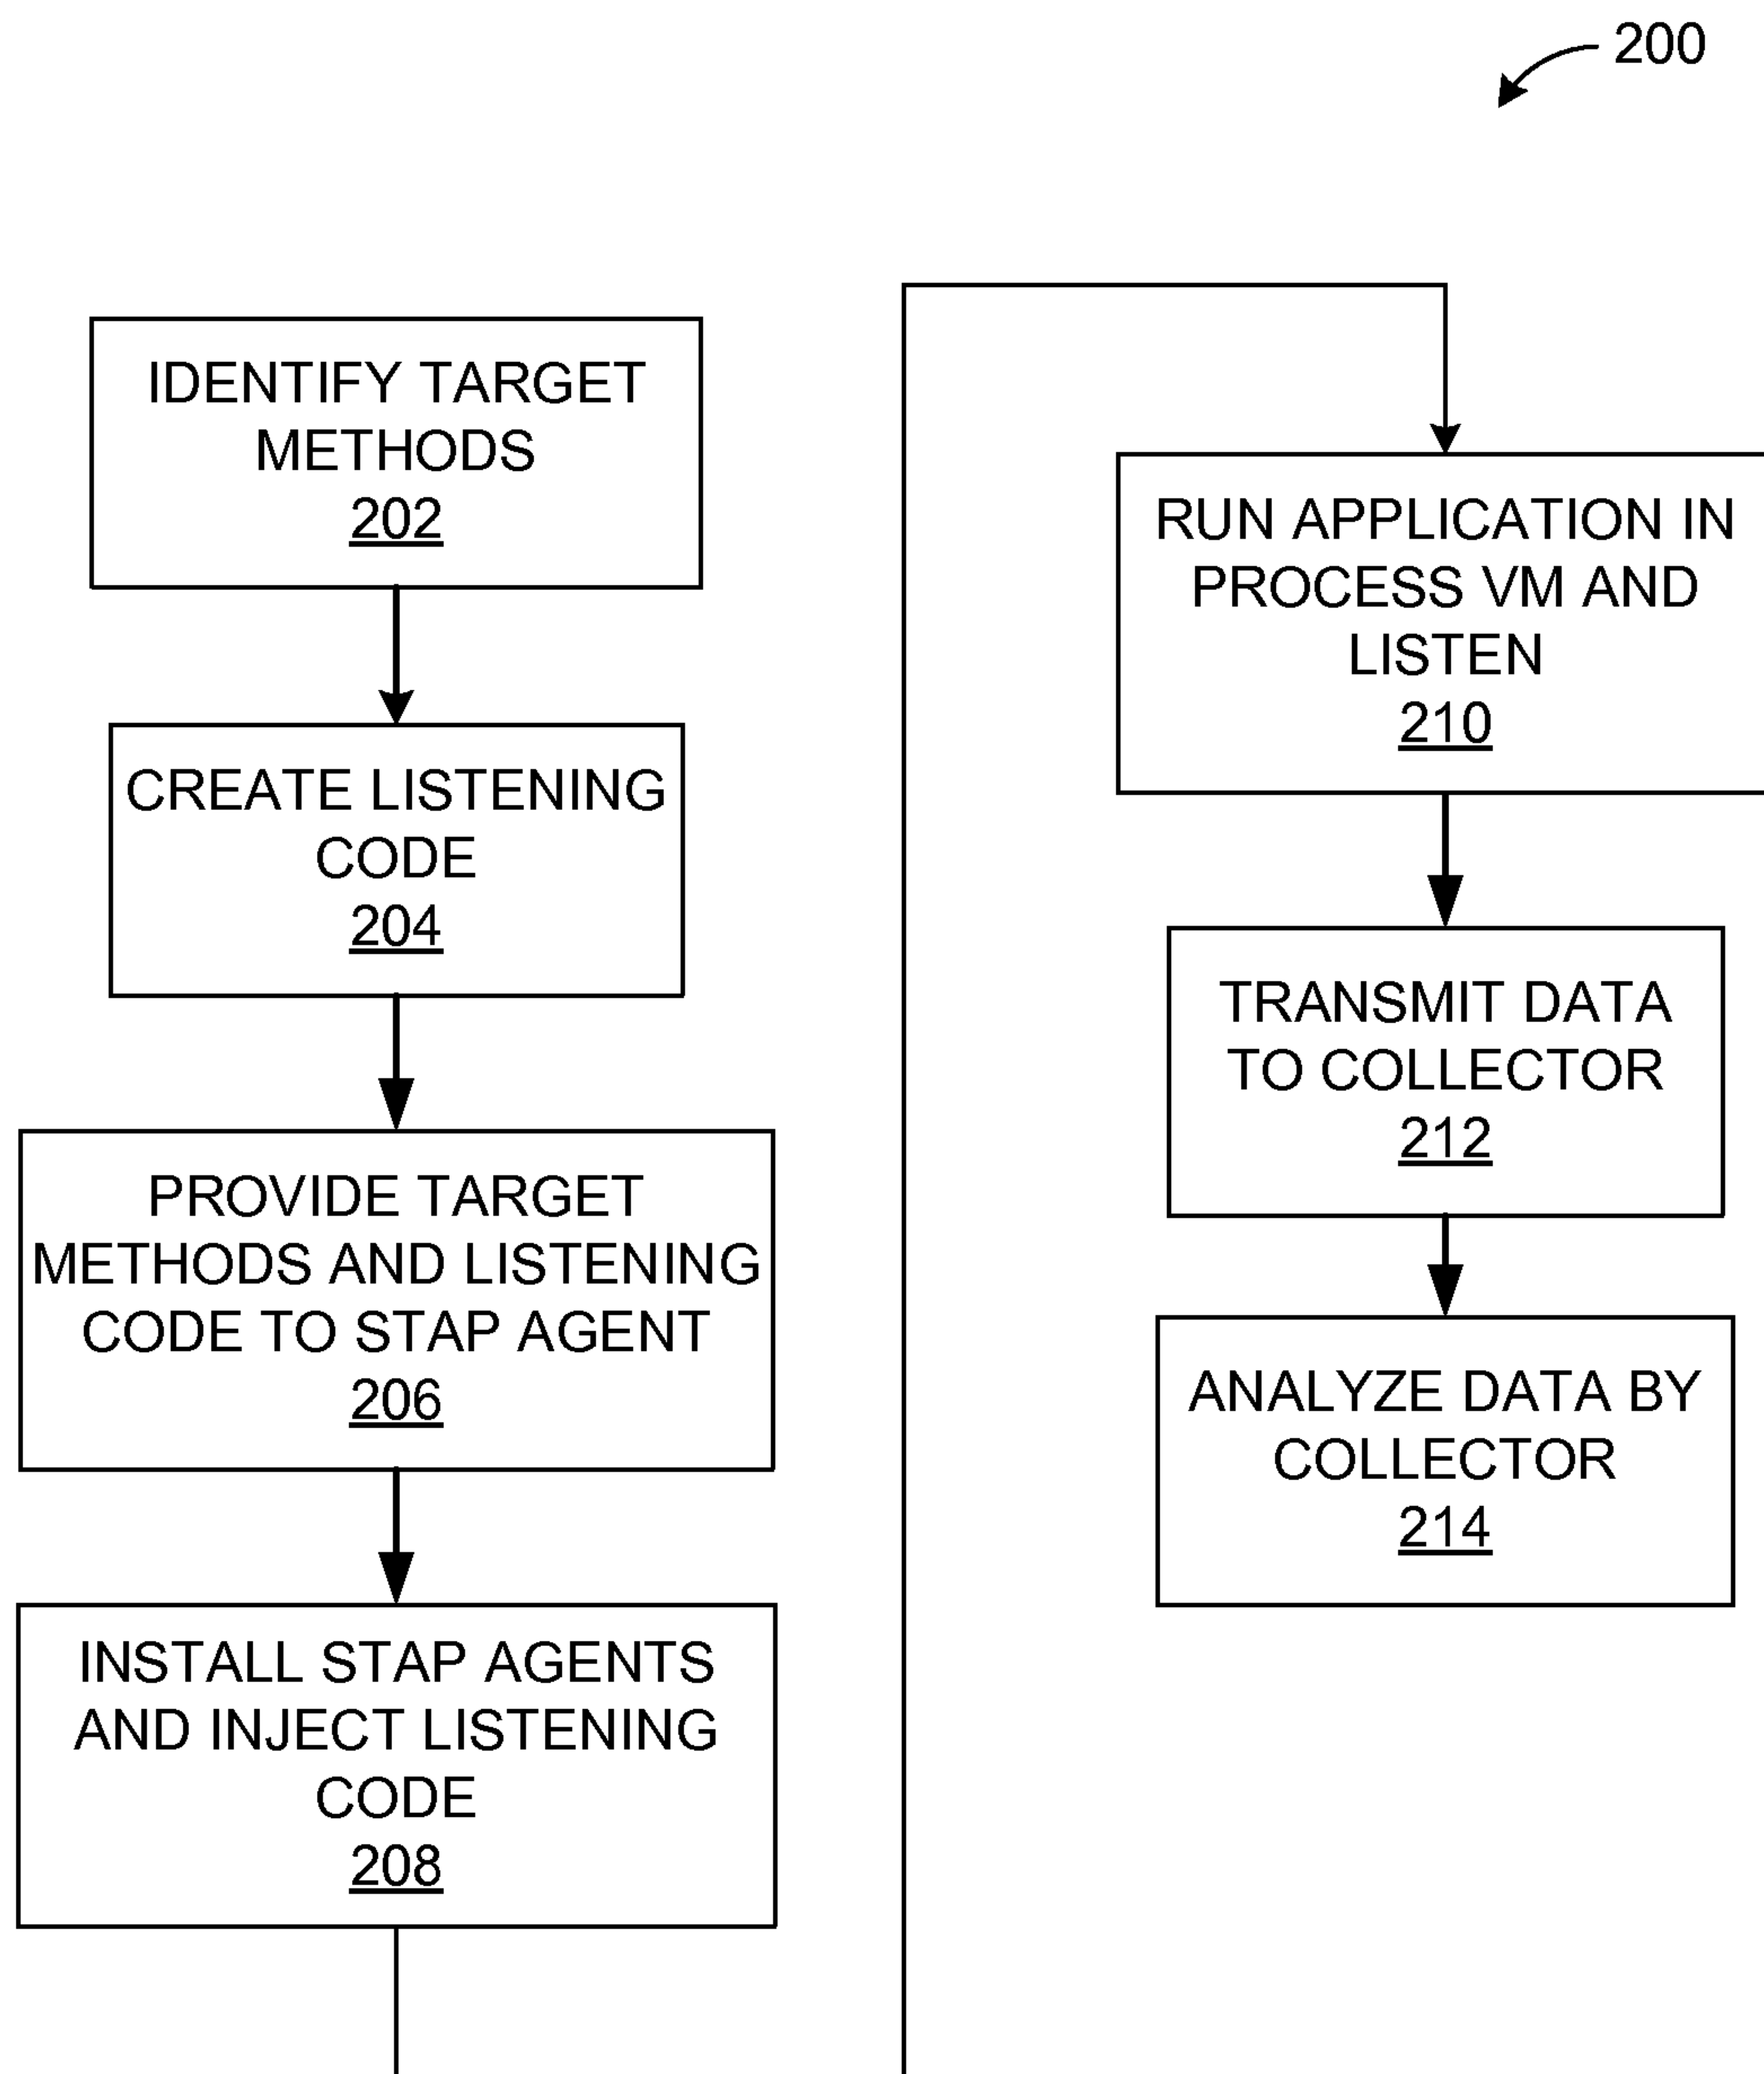 200
IDENTIFY TARGET
METHODS
202
CREATE LISTENING
CODE
204
PROVIDE TARGET
METHODS AND LISTENING
CODE TO STAP AGENT
206
INSTALL STAP AGENTS
AND INJECT LISTENING
CODE
208
RUN APPLICATION IN
PROCESS VM AND
LISTEN
210
TRANSMIT DATA
TO COLLECTOR
212
ANALYZE DATA BY
COLLECTOR
214